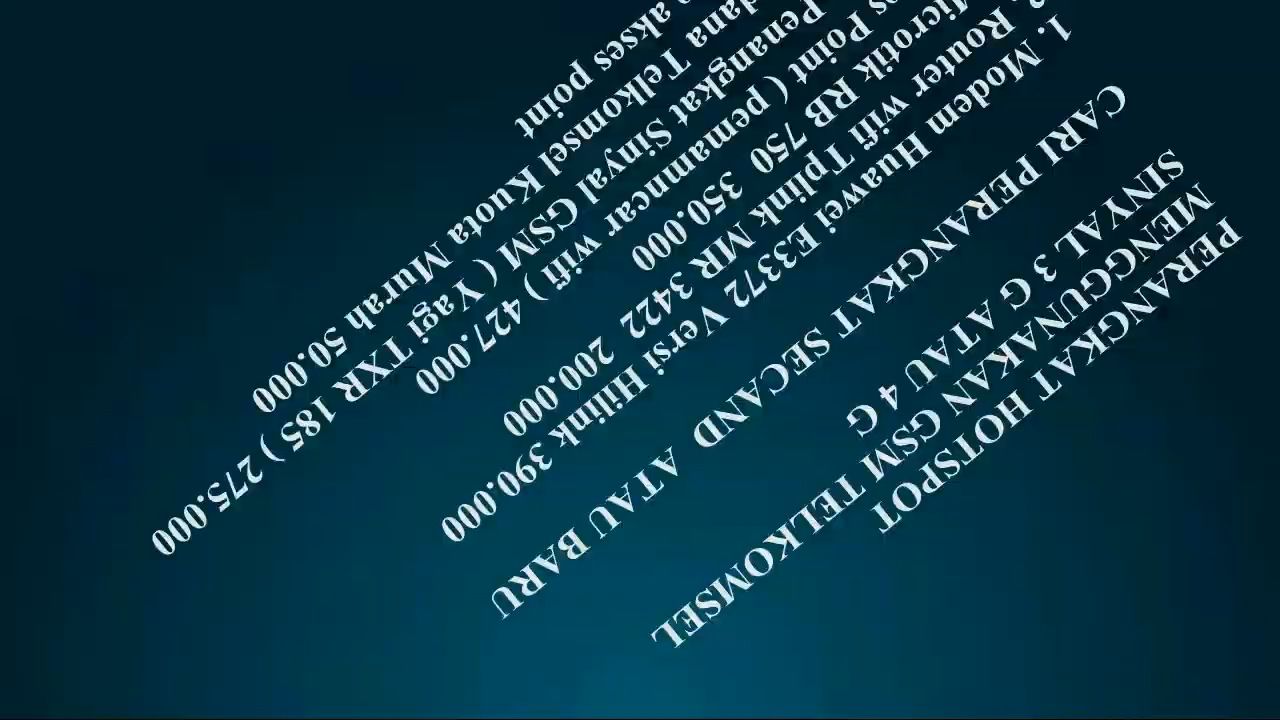 PERANGKAT HOTSPOT
MENGGUNAKAN GSM TELKOMSEL
SINYAL 3 G ATAU 4 G
CARI PERANGKAT SECAND ATAU BARU
1. Modem Huawei E3372 Versi Hilink 390.000
Router wifi Tplink MR 3422 200.000
Microtik RB 750 350.000
Point ( pemamncar wifi ) 427.000
Penangkat Sinyal GSM ( Yagi TXR 185 ) 275.000
Telkomsel Kuota Murah 50.000
akses point